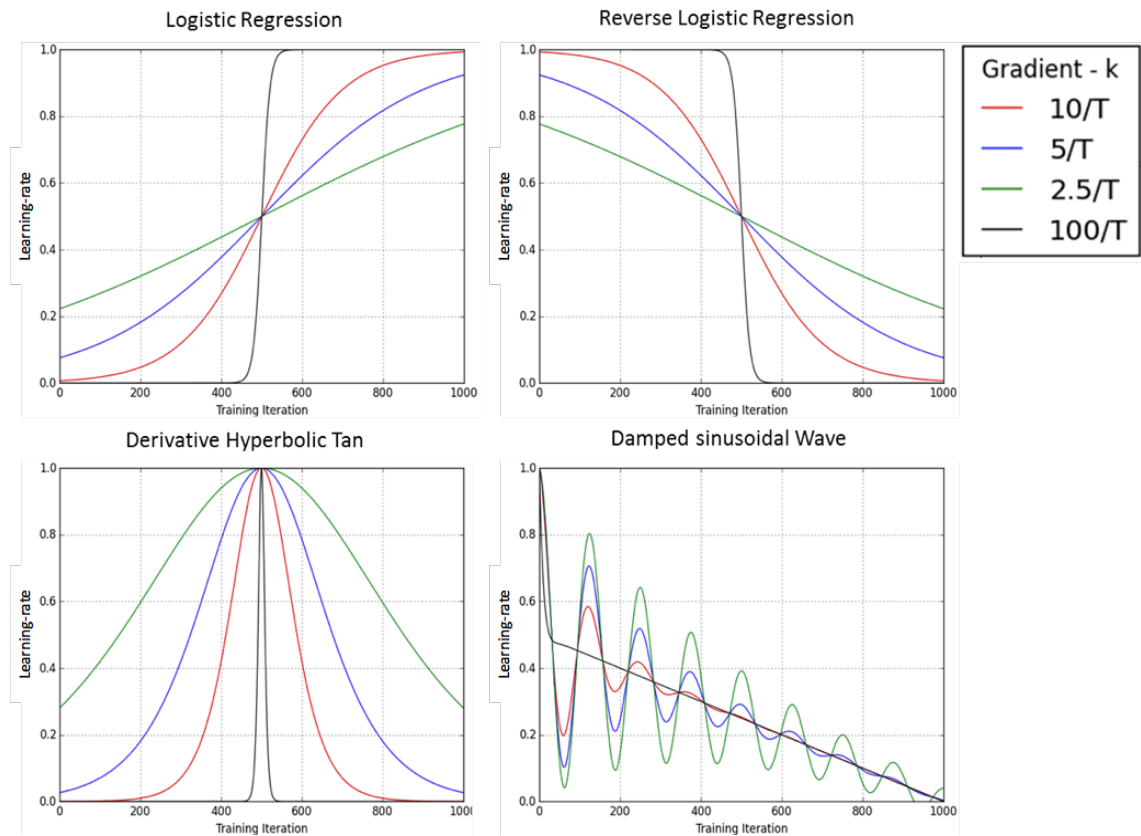 Logistic Regression
1.0
0.8
0.6
0.4
0.2
0.0
Learning-rate
0 200 400 600 800 1000
Training Iteration
Reverse Logistic Regression
1.0
0.8
0.6
0.4
0.2
0.0
Learning-rate
0 200 400 600 800 1000
Training Iteration
Gradient - k
10/T
5/T
2.5/T
100/T
Derivative Hyperbolic Tan
1.0
0.8
0.6
0.4
0.2
0.0
Learning-rate
0 200 400 600 800 1000
Training Iteration
Damped sinusoidal Wave
1.0
0.8
0.6
0.4
0.2
0.0
Learning-rate
0 200 400 600 800 1000
Training Iteration